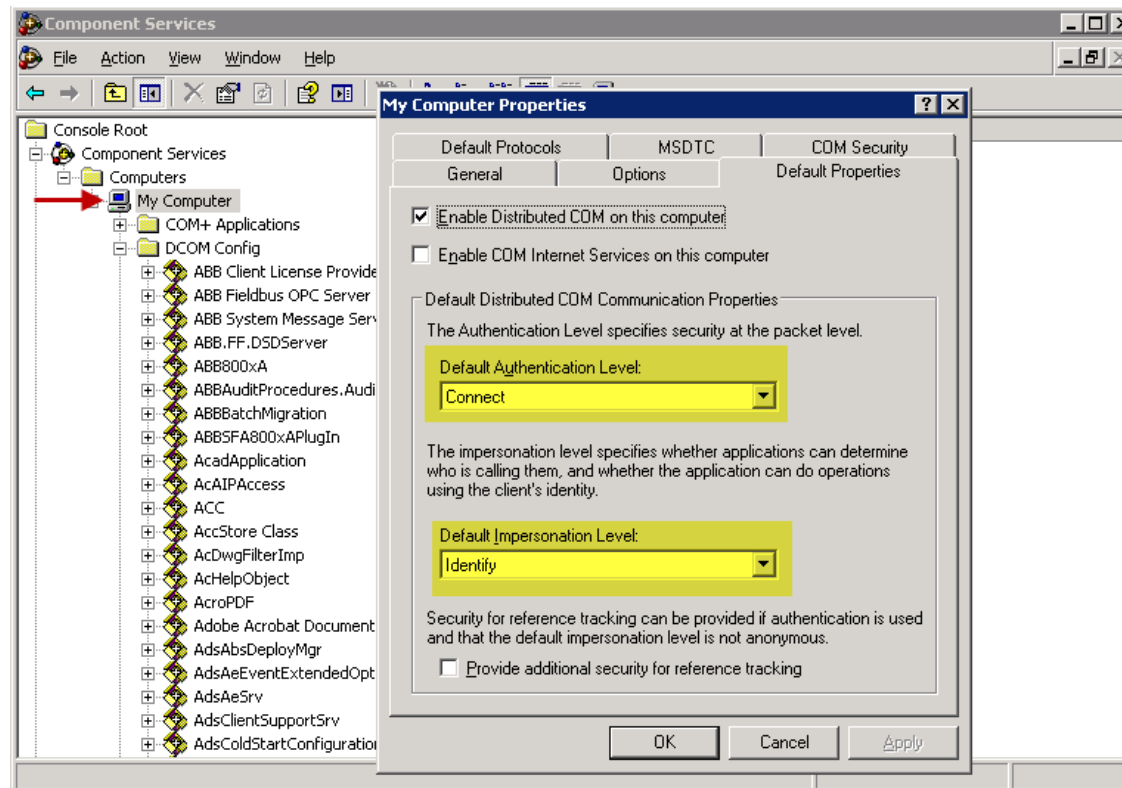 Component Services
File Action View Window Help
My Computer Properties
Console Root
Component Services
Computers
My Computer
COM+ Applications
DCOM Config
ABB Client License Provide
ABB Fieldbus OPC Server
ABB System Message Serv
ABB.FF.DSDServer
ABB800xA
ABBAuditProcedures.Audi
ABBBatchMigration
ABBSFA800xAPlugIn
AcadApplication
AcAIPAccess
ACC
AccStore Class
AcDwgFilterImp
AcHelpObject
AcroPDF
Adobe Acrobat Document
AdsAbsDeployMgr
AdsAeEventExtendedOpt
AdsAeSrv
AdsClientSupportSrv
AdsColdStartConfiguration
Default Protocols MSDTC COM Security
General Options Default Properties
Enable Distributed COM on this computer
Enable COM Internet Services on this computer
Default Distributed COM Communication Properties
The Authentication Level specifies security at the packet level.
Default Authentication Level:
Connect
The impersonation level specifies whether applications can determine
who is calling them, and whether the application can do operations
using the client's identity.
Default Impersonation Level:
Identify
Security for reference tracking can be provided if authentication is used
and that the default impersonation level is not anonymous.
Provide additional security for reference tracking
OK Cancel Apply